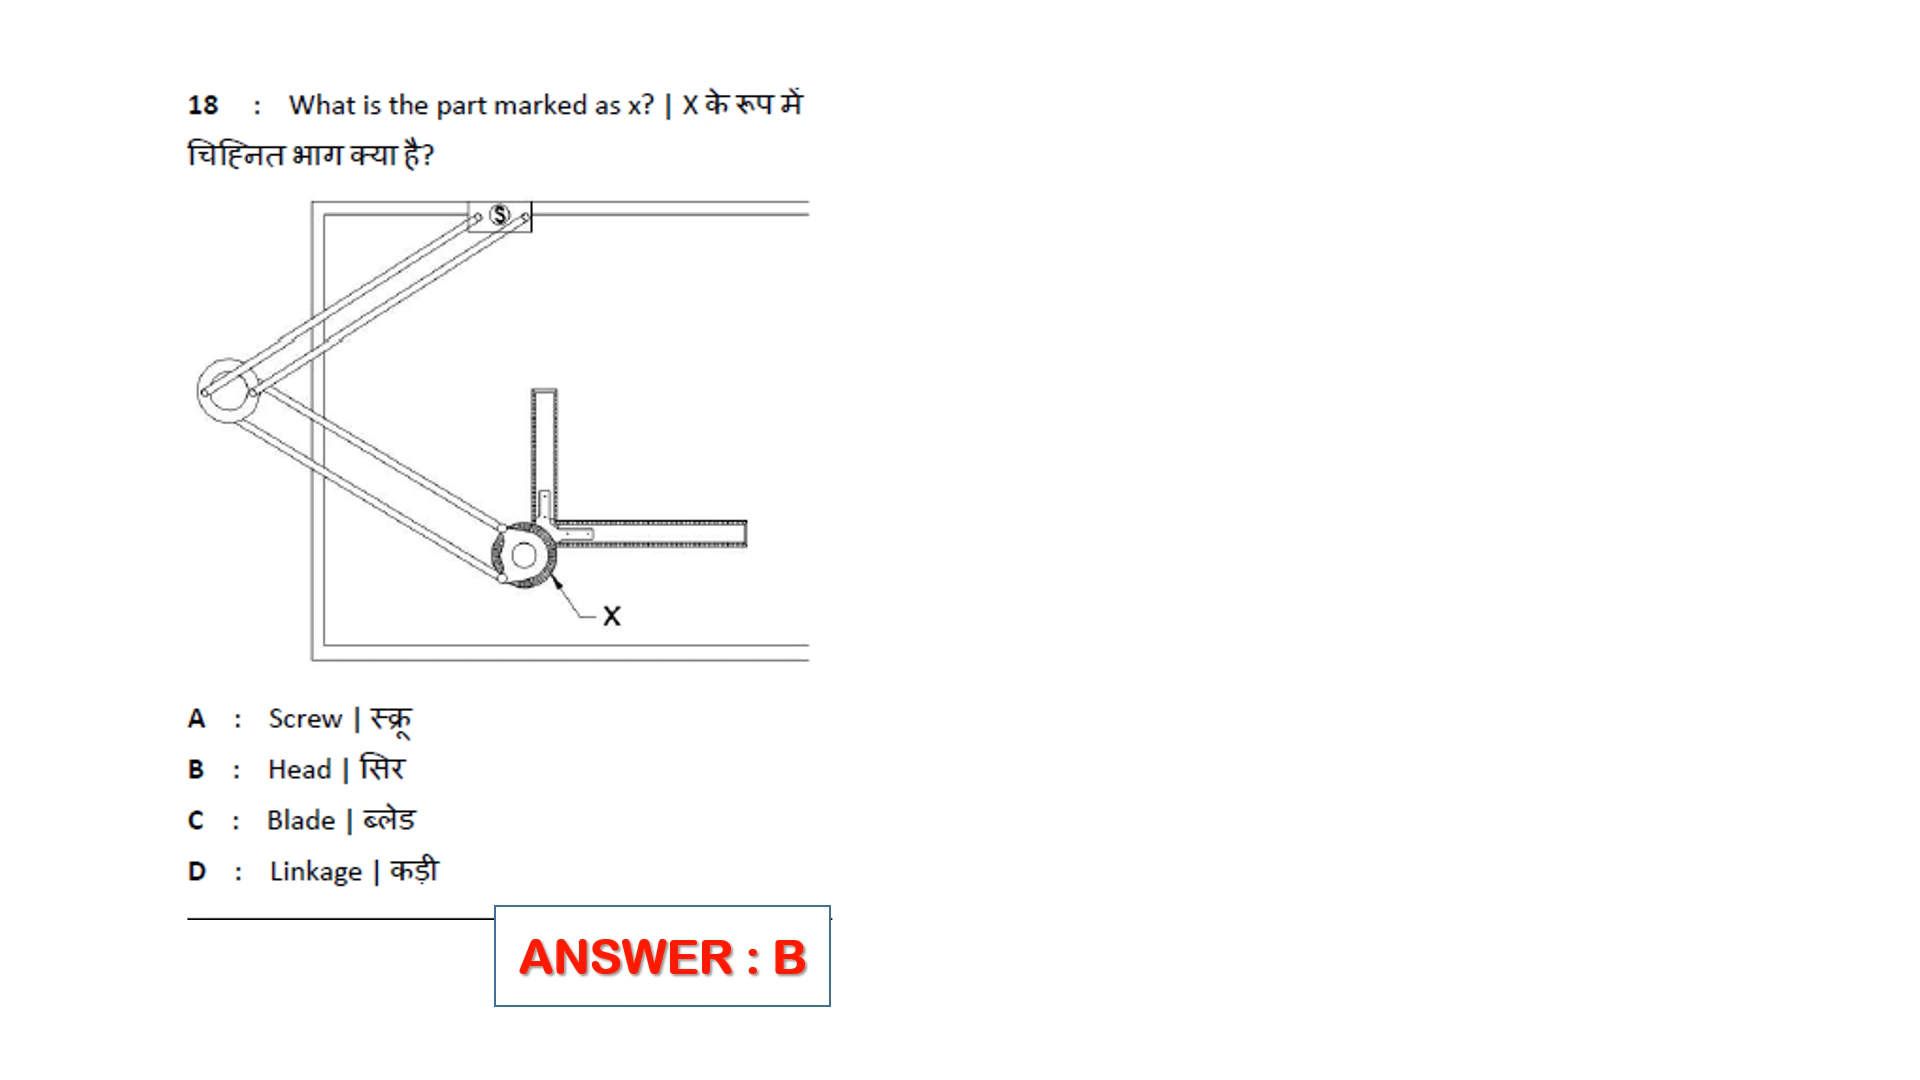 18 : What is the part marked as x? | X के रूप में
चिह्नित भाग क्या है?
S
X
A : Screw | स्क्रू
B : Head | सिर
C : Blade | ब्लेड
D : Linkage | कड़ी
ANSWER : B